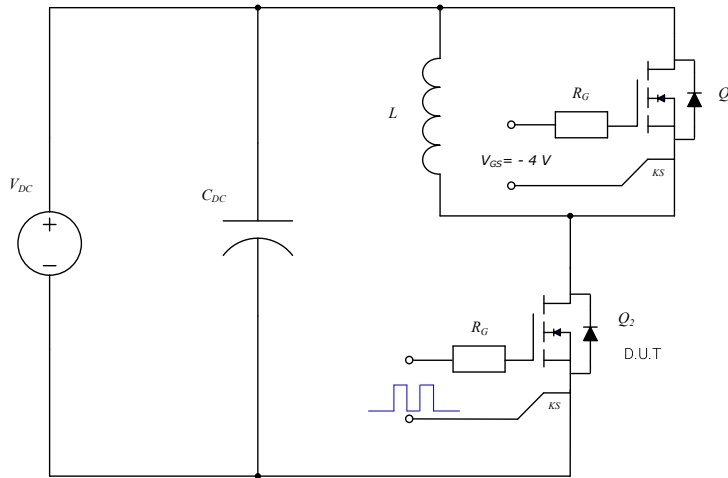 R_G
Q
L
V_GS= - 4 V
KS
V_DC
C_DC
+
−
R_G
Q_2
D.U.T
KS